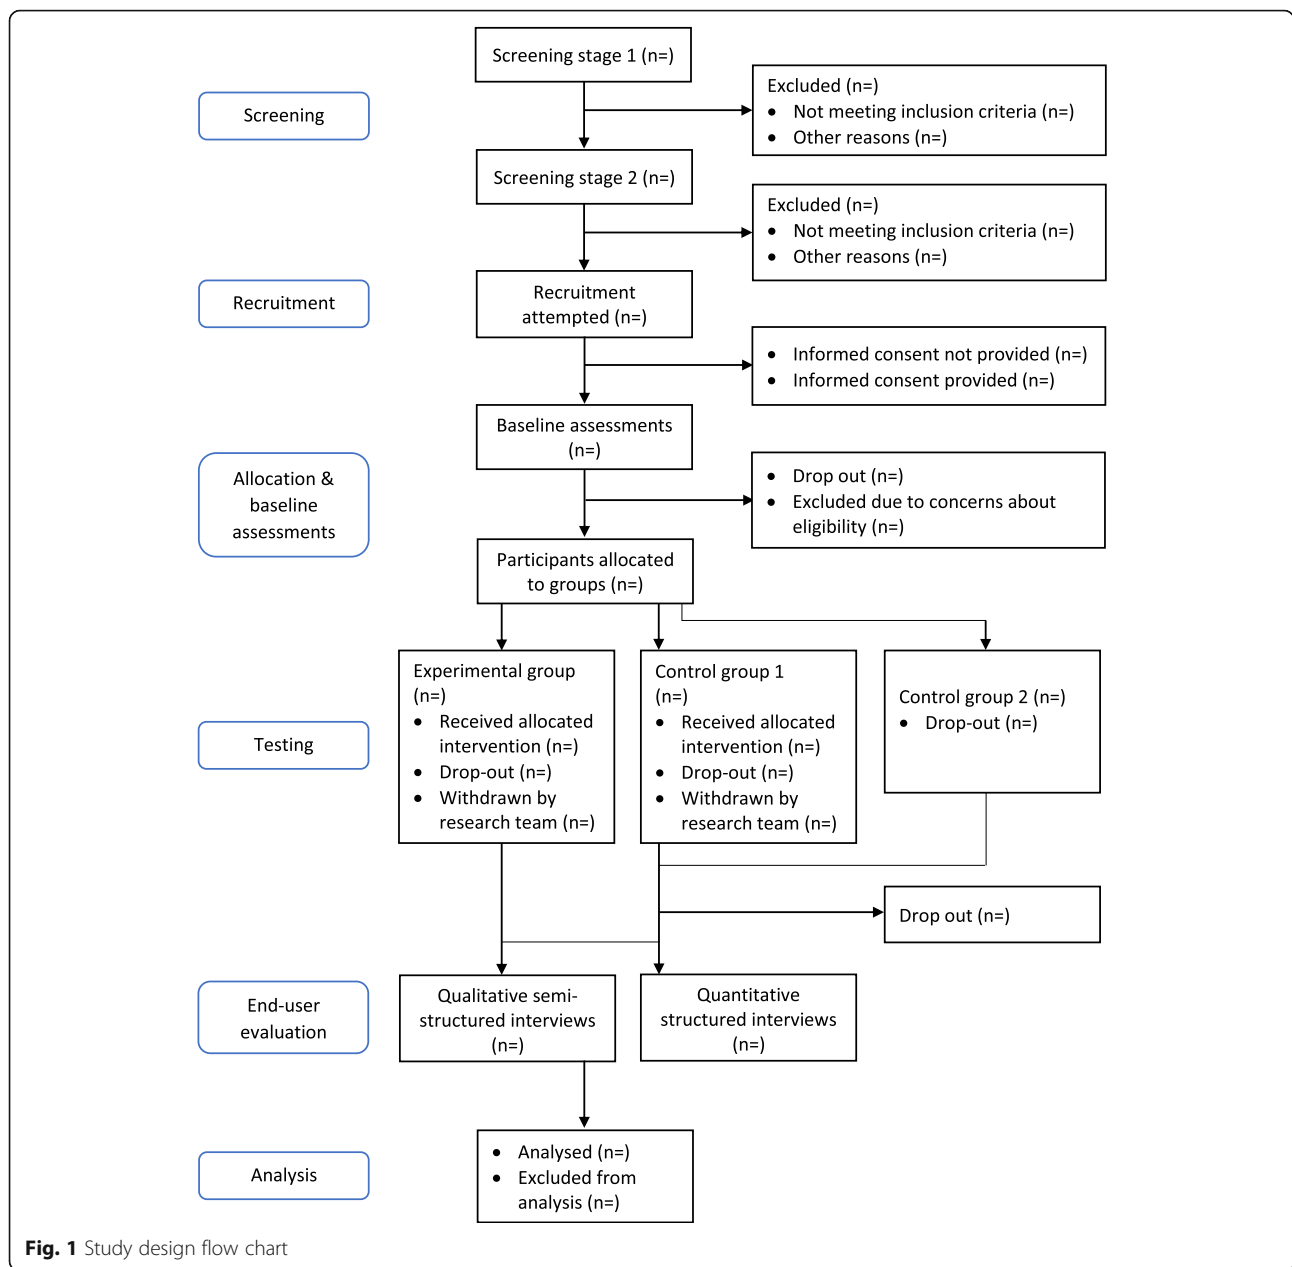 Screening stage 1 (n=)
Screening
Excluded (n=)
• Not meeting inclusion criteria (n=)
• Other reasons (n=)
Screening stage 2 (n=)
Excluded (n=)
• Not meeting inclusion criteria (n=)
• Other reasons (n=)
Recruitment
Recruitment
attempted (n=)
• Informed consent not provided (n=)
• Informed consent provided (n=)
Baseline assessments
(n=)
Allocation &
baseline
assessments
• Drop out (n=)
• Excluded due to concerns about
eligibility (n=)
Participants allocated
to groups (n=)
Testing
Experimental group
(n=)
• Received allocated
intervention (n=)
• Drop-out (n=)
• Withdrawn by
research team (n=)
Control group 1
(n=)
• Received allocated
intervention (n=)
• Drop-out (n=)
• Withdrawn by
research team (n=)
Control group 2 (n=)
• Drop-out (n=)
Drop out (n=)
End-user
evaluation
Qualitative semi-
structured interviews
(n=)
Quantitative
structured interviews
(n=)
Analysis
• Analysed (n=)
• Excluded from
analysis (n=)
Fig. 1 Study design flow chart